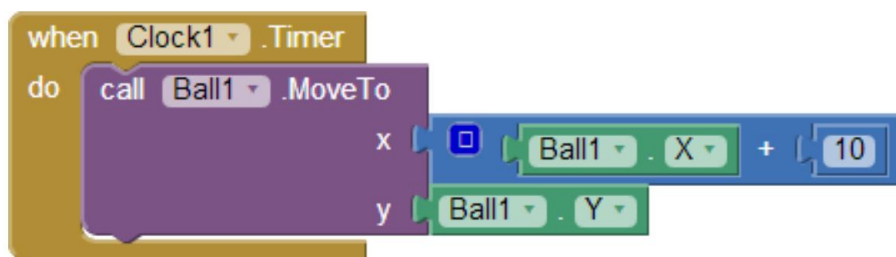 when Clock1 .Timer
do call Ball1 .MoveTo
x Ball1 . X + 10
y Ball1 . Y